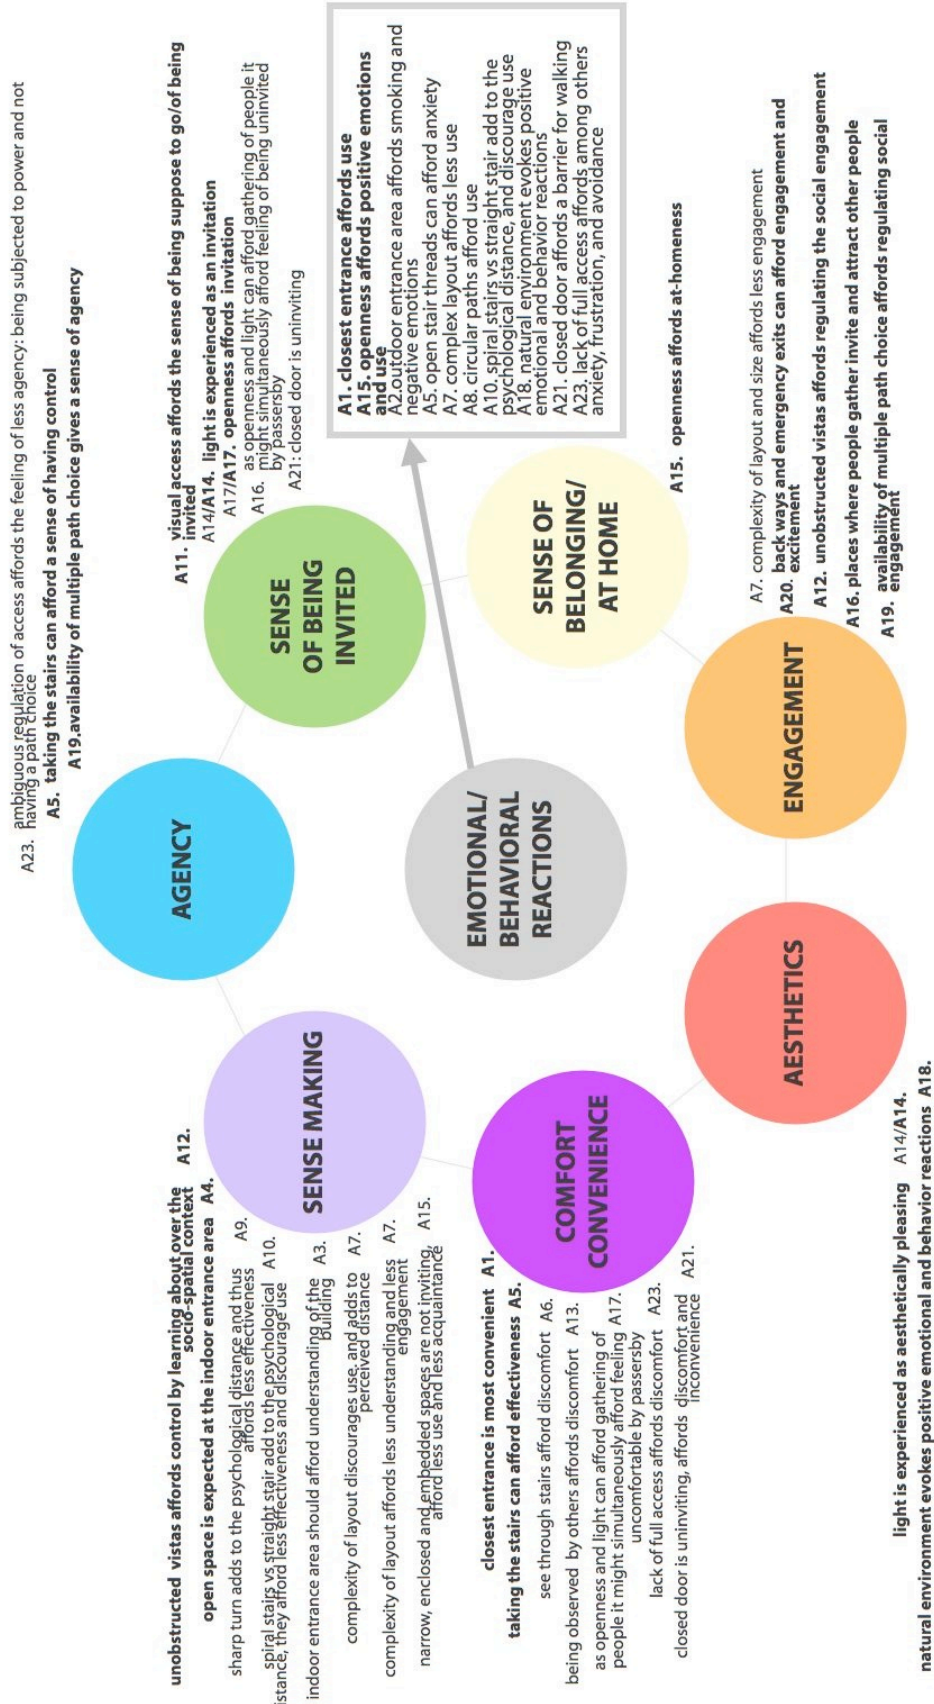 A23. ambiguous regulation of access affords the feeling of less agency: being subjected to power and not
having a path choice
A5. taking the stairs can afford a sense of having control
A19.availability of multiple path choice gives a sense of agency
AGENCY
A11. visual access affords the sense of being suppose to go/of being
invited
A14/A14. light is experienced as an invitation
A17/A17. openness affords invitation
A16. as openness and light can afford gathering of people it
might simultaneously afford feeling of being uninvited
by passersby
A21: closed door is uninviting
SENSE
OF BEING
INVITED
A1. closest entrance affords use
A15. openness affords positive emotions
and use
A2.outdoor entrance area affords smoking and
negative emotions
A5. open stair threads can afford anxiety
A7. complex layout affords less use
A8. circular paths afford use
A10. spiral stairs vs straight stair add to the
psychological distance, and discourage use
A18. natural environment evokes positive
emotional and behavior reactions
A21. closed door affords a barrier for walking
A23. lack of full access affords among others
anxiety, frustration, and avoidance
EMOTIONAL/
BEHAVIORAL
REACTIONS
SENSE OF
BELONGING/
AT HOME
A15. openness affords at-homeness
ENGAGEMENT
A7. complexity of layout and size affords less engagement
A20. back ways and emergency exits can afford engagement and
excitement
A12. unobstructed vistas affords regulating the social engagement
A16. places where people gather invite and attract other people
A19. availability of multiple path choice affords regulating social
engagement
AESTHETICS
light is experienced as aesthetically pleasing A14/A14.
natural environment evokes positive emotional and behavior reactions A18.
COMFORT
CONVENIENCE
closest entrance is most convenient A1.
taking the stairs can afford effectiveness A5.
see through stairs afford discomfort A6.
being observed by others affords discomfort A13.
as openness and light can afford gathering of
people it might simultaneously afford feeling A17.
uncomfortable by passersby
lack of full access affords discomfort A23.
closed door is uninviting, affords discomfort and A21.
inconvenience
SENSE MAKING
unobstructed vistas affords control by learning about over the A12.
socio-spatial context
open space is expected at the indoor entrance area A4.
sharp turn adds to the psychological distance and thus A9.
affords less effectiveness
spiral stairs vs straight stair add to the psychological A10.
istance, they afford less effectiveness and discourage use
indoor entrance area should afford understanding of the A3.
building
complexity of layout discourages use, and adds to A7.
perceived distance
complexity of layout affords less understanding and less A7.
engagement
narrow, enclosed and embedded spaces are not inviting, A15.
afford less use and less acquaintance